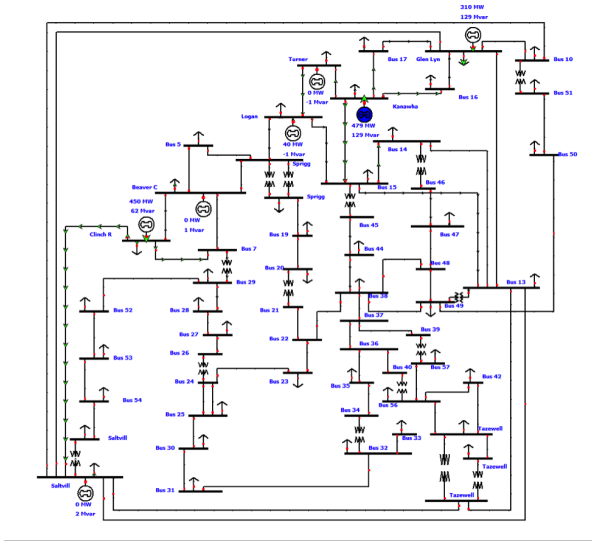 310 MW
129 Mvar
Turner
Bus 17
Glen Lyn
Bus 10
0 MW
-1 Mvar
Bus 51
Kanawha
Bus 16
Logan
479 MW
129 Mvar
40 MW
-1 Mvar
Bus 5
Bus 14
Bus 50
Sprigg
Beaver C
Bus 15
Bus 46
450 MW
62 Mvar
0 MW
1 Mvar
Sprigg
Clinch R
Bus 19
Bus 45
Bus 47
Bus 7
Bus 44
Bus 20
Bus 48
Bus 29
Bus 13
Bus 38
Bus 49
Bus 52
Bus 28
Bus 21
Bus 37
Bus 27
Bus 22
Bus 39
Bus 53
Bus 26
Bus 36
Bus 24
Bus 23
Bus 40
Bus 57
Bus 42
Bus 35
Bus 54
Bus 25
Bus 34
Bus 56
Saltvill
Bus 33
Tazewell
Bus 30
Bus 32
Tazewell
Saltvill
Bus 31
Tazewell
0 MW
2 Mvar